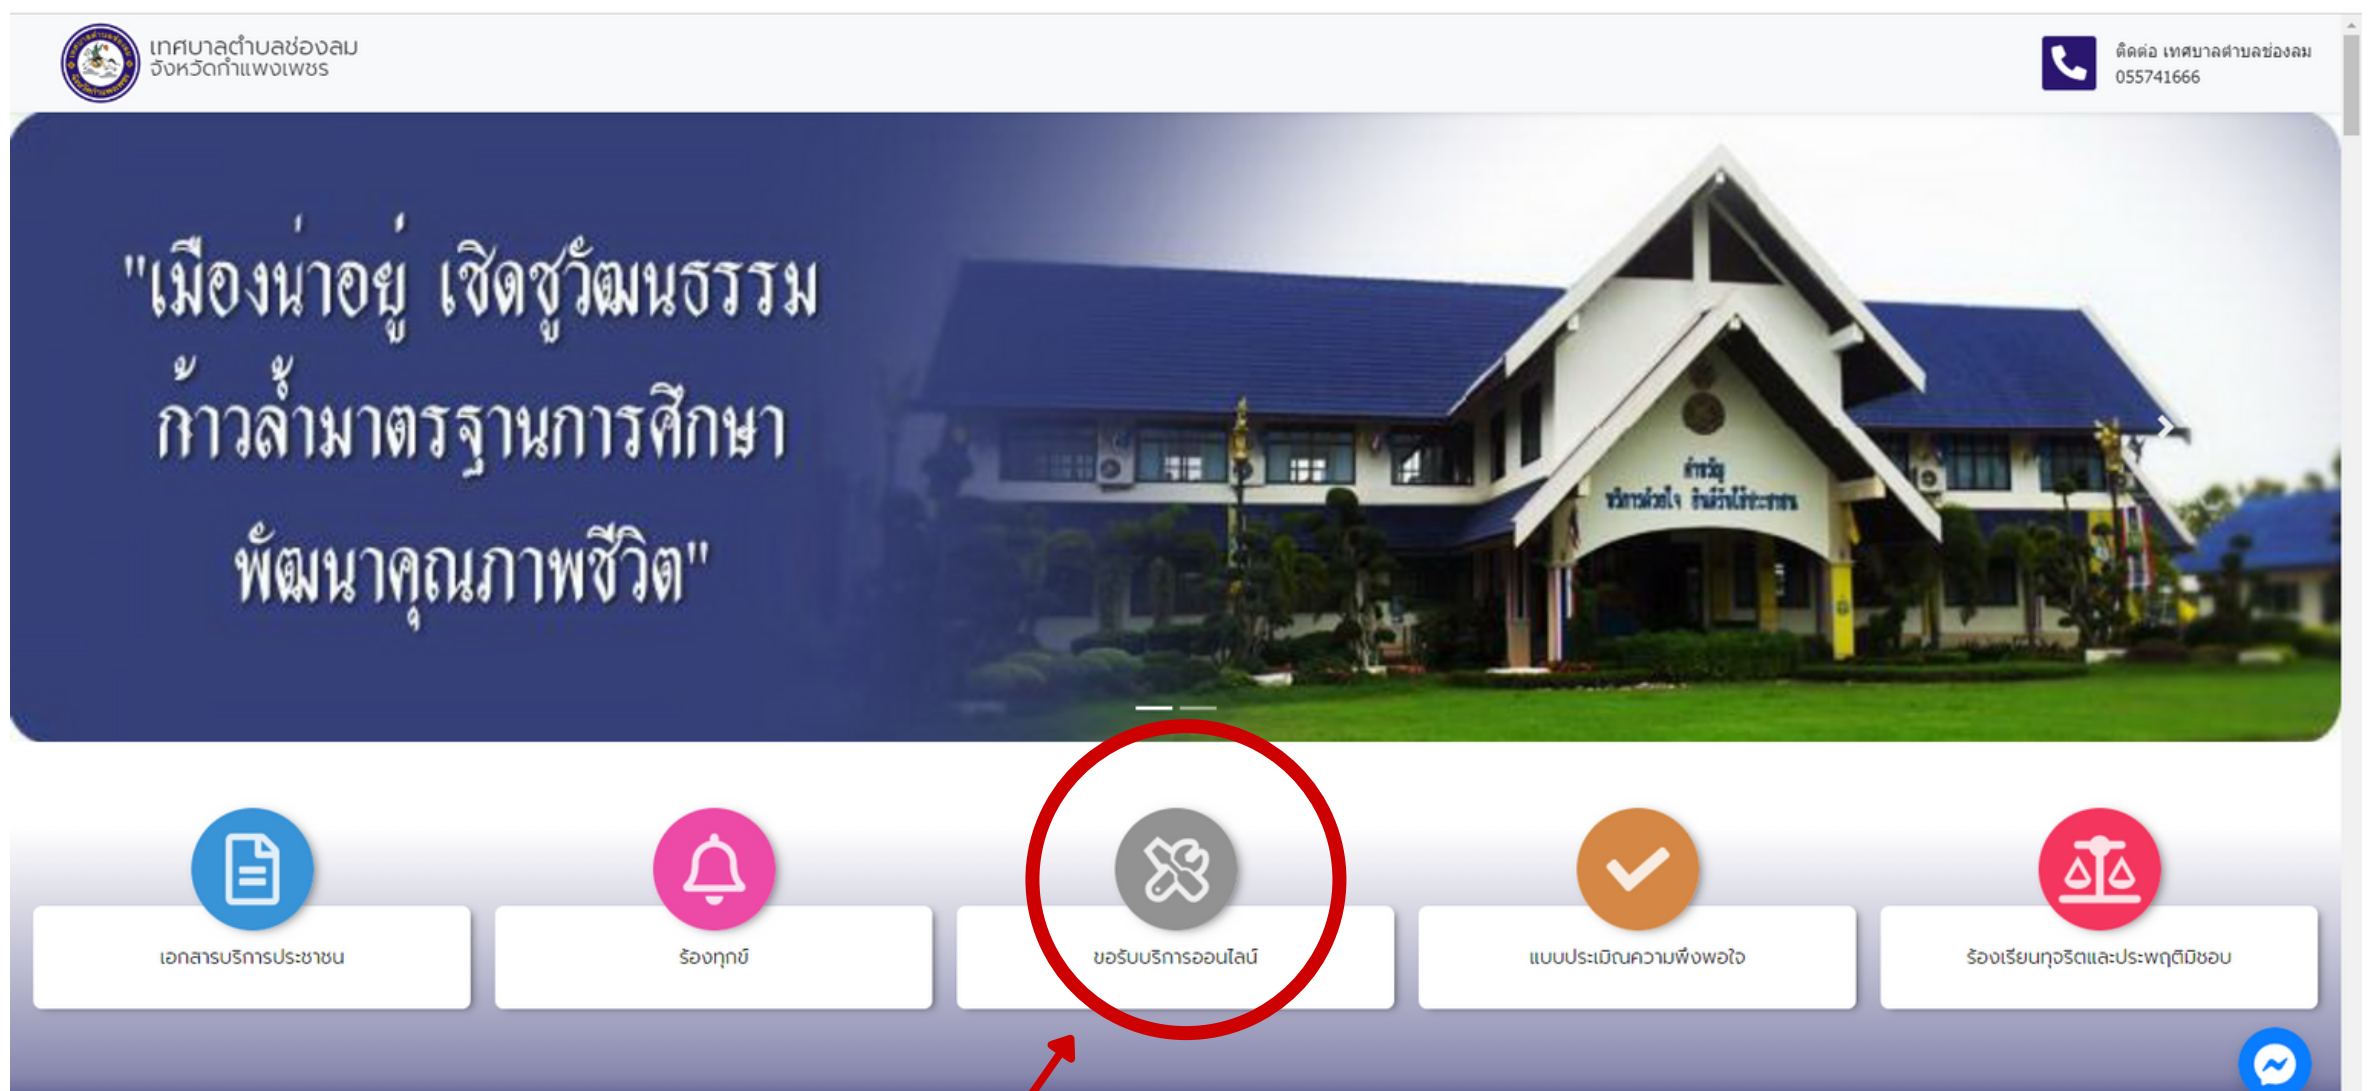 เทศบาลตำบลช่องลม
จังหวัดกำแพงเพชร
ติดต่อ เทศบาลตำบลช่องลม
055741666
"เมืองน่าอยู่ เชิดชูวัฒนธรรม
ก้าวล้ำมาตรฐานการศึกษา
พัฒนาคุณภาพชีวิต"
คำขวัญ
เอกสารบริการประชาชน
ร้องทุกข์
ขอรับบริการออนไลน์
แบบประเมิณความพึงพอใจ
ร้องเรียนทุจริตและประพฤติมิชอบ